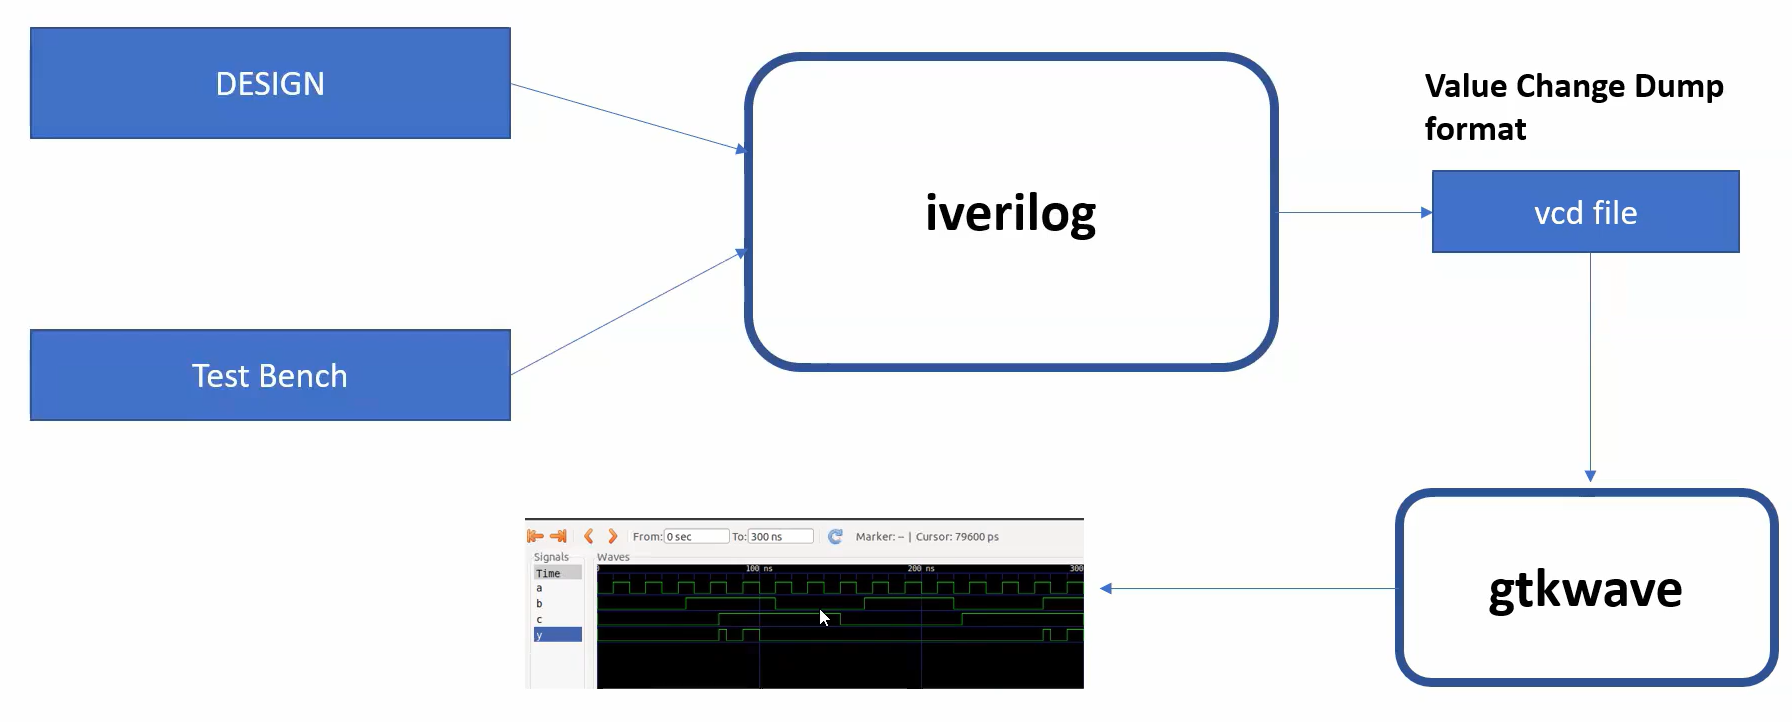 DESIGN
Value Change Dump
format
iverilog
vcd file
Test Bench
From: 0 sec To: 300 ns Marker: -- | Cursor: 79600 ps
Signals Waves
Time
100 ns 200 ns 300
a
b
c
y
gtkwave